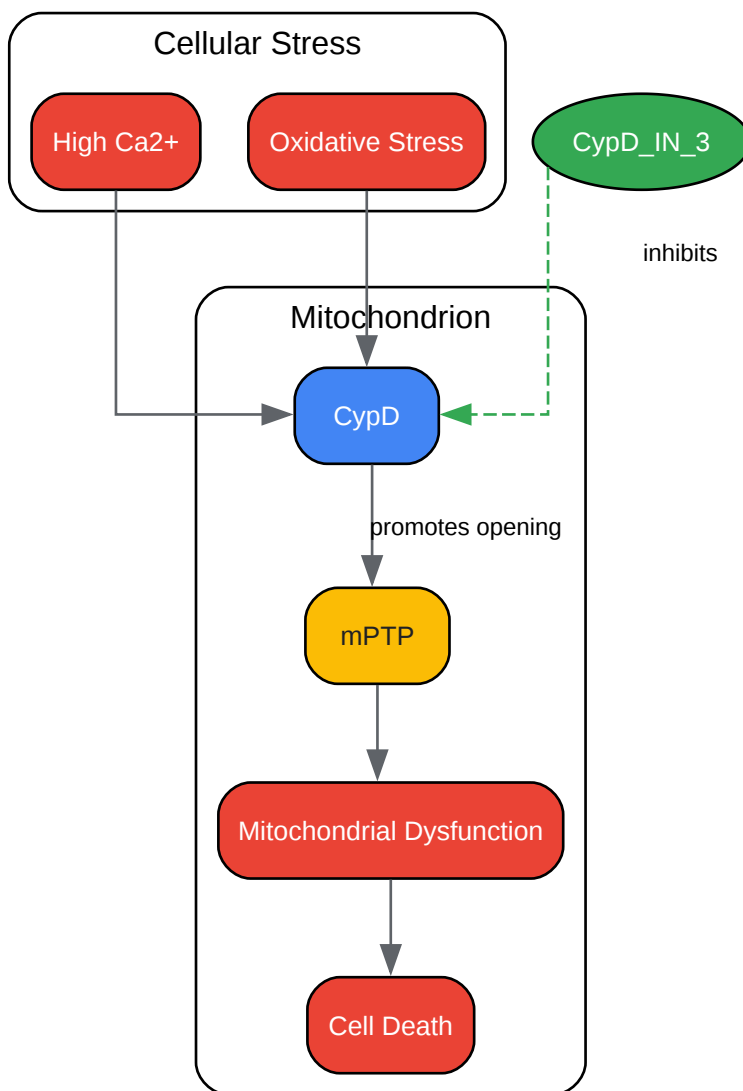 Cellular Stress
High Ca2+
Oxidative Stress
CypD_IN_3
inhibits
Mitochondrion
CypD
promotes opening
mPTP
Mitochondrial Dysfunction
Cell Death